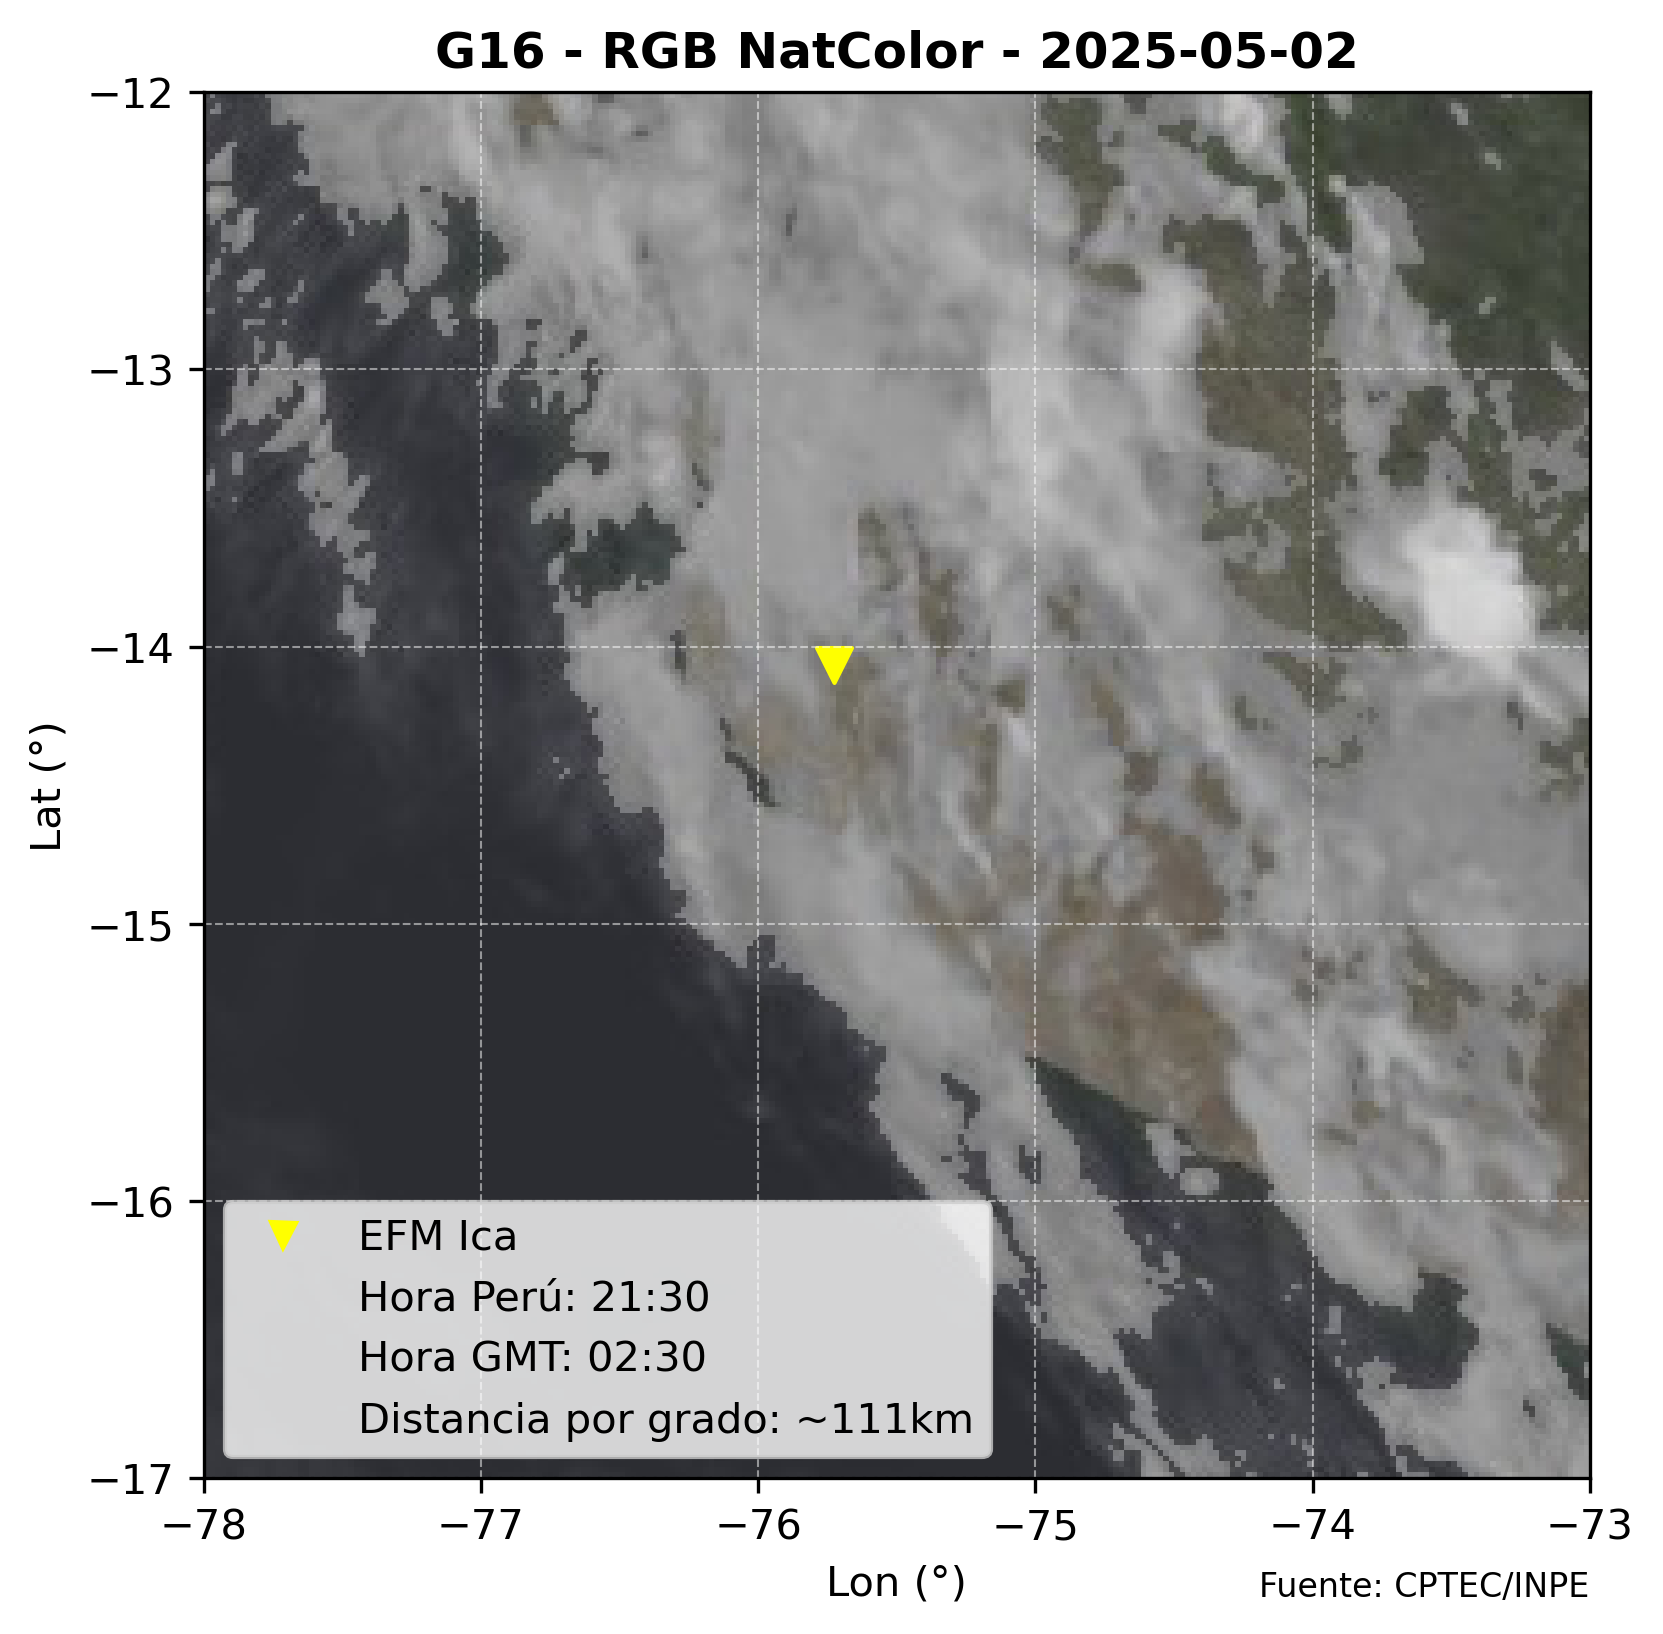 G16 - RGB NatColor - 2025-05-02
−12
−13
−14
−15
−16
−17
Lat (°)
EFM Ica
Hora Perú: 21:30
Hora GMT: 02:30
Distancia por grado: ~111km
−78 −77 −76 −75 −74 −73
Lon (°)
Fuente: CPTEC/INPE